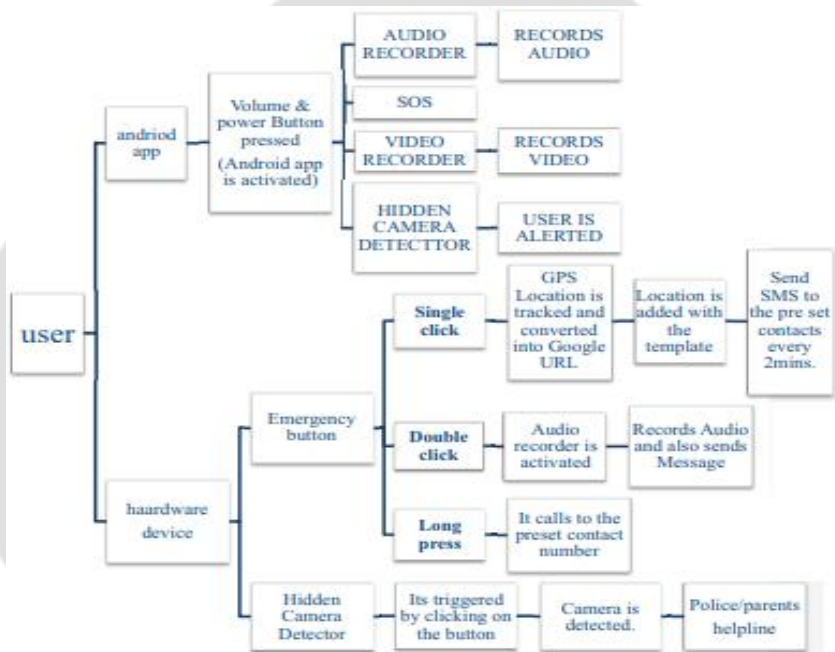 AUDIO
RECORDER
RECORDS
AUDIO
SOS
andriod
app
Volume &
power Button
pressed
(Android app
is activated)
VIDEO
RECORDER
RECORDS
VIDEO
HIDDEN
CAMERA
DETECTTOR
USER IS
ALERTED
user
Emergency
button
Single
click
GPS
Location is
tracked and
converted
into Google
URL
Location is
added with
the
template
Send
SMS to
the pre set
contacts
every
2mins.
Double
click
Audio
recorder is
activated
Records Audio
and also sends
Message
haardware
device
Long
press
It calls to the
preset contact
number
Hidden
Camera
Detector
Its triggered
by clicking on
the button
Camera is
detected.
Police/parents
helpline